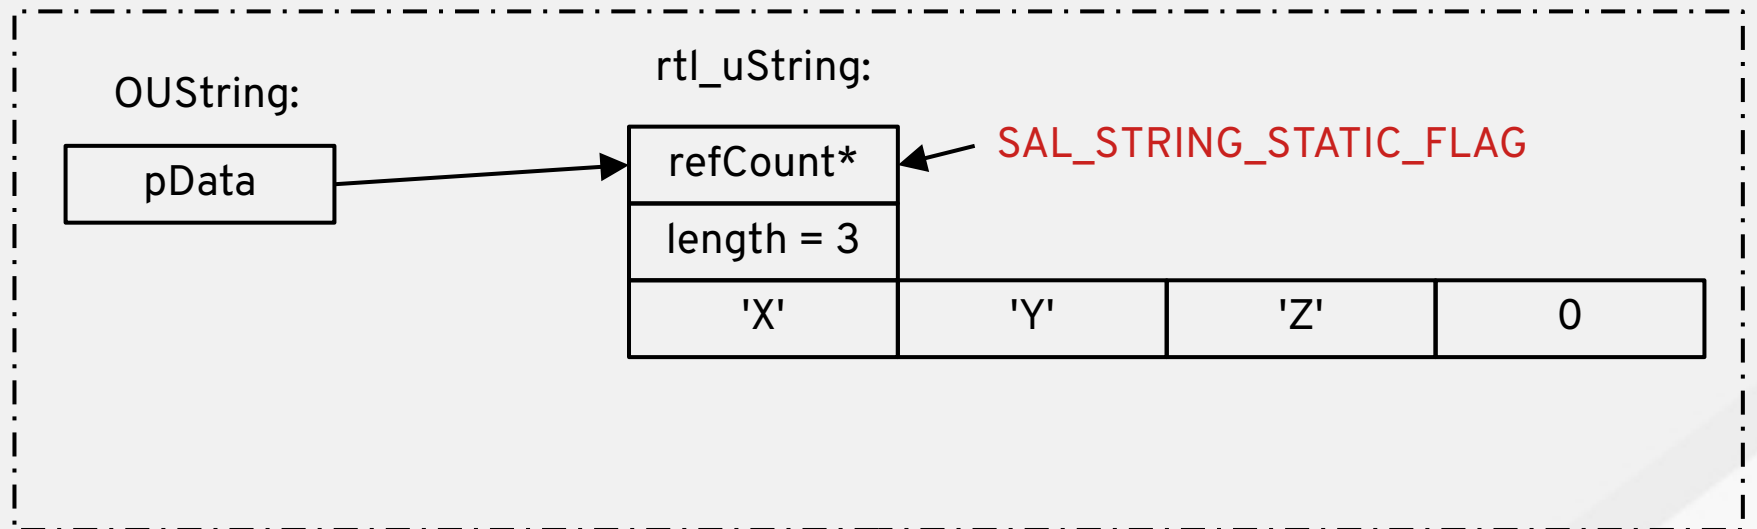 OUString:
rtl_uString:
pData
refCount*
SAL_STRING_STATIC_FLAG
length = 3
'X' 'Y' 'Z' 0